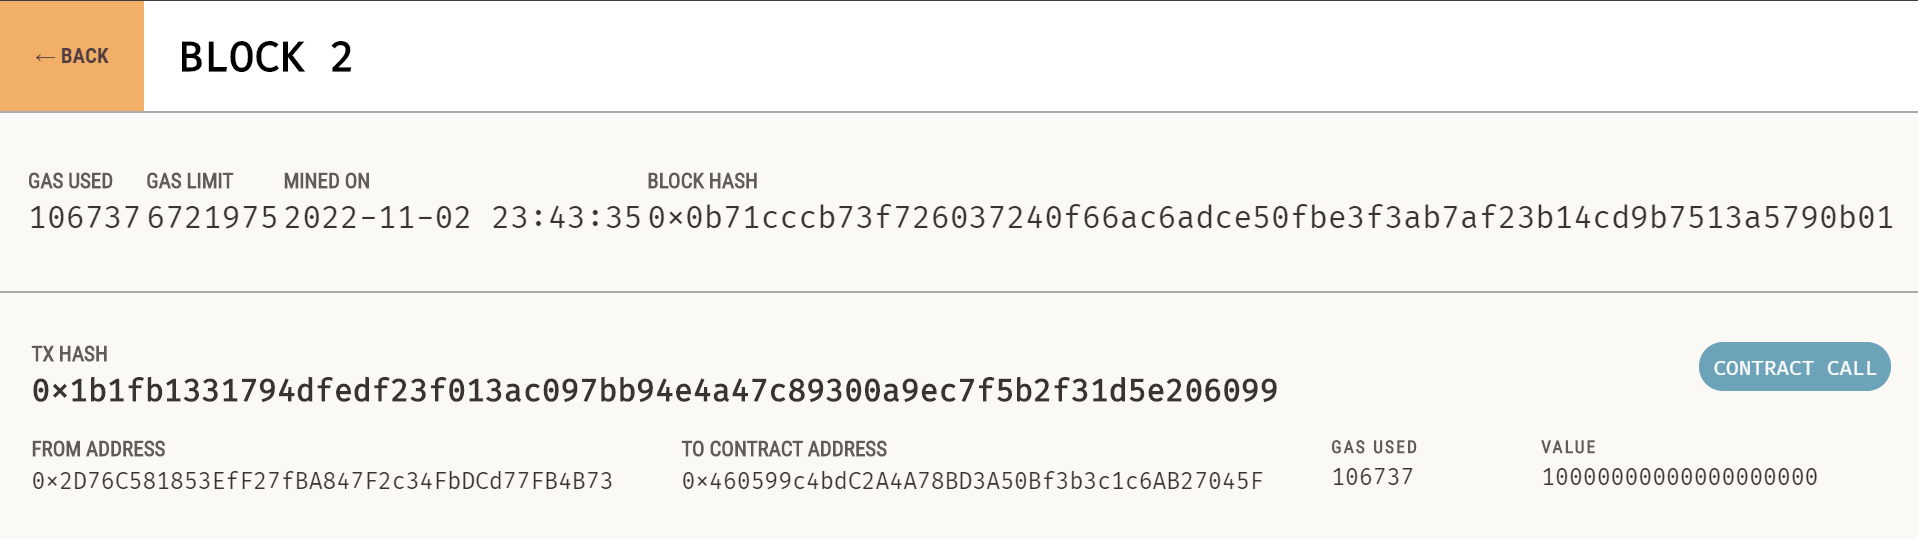 ← BACK
BLOCK 2
GAS USED GAS LIMIT MINED ON BLOCK HASH
106737 6721975 2022-11-02 23:43:35 0×0b71cccb73f726037240f66ac6adce50fbe3f3ab7af23b14cd9b7513a5790b01
TX HASH
0×1b1fb1331794dfedf23f013ac097bb94e4a47c89300a9ec7f5b2f31d5e206099
CONTRACT CALL
FROM ADDRESS TO CONTRACT ADDRESS GAS USED VALUE
0×2D76C581853EfF27fBA847F2c34FbDCd77FB4B73 0×460599c4bdC2A4A78BD3A50Bf3b3c1c6AB27045F 106737 10000000000000000000